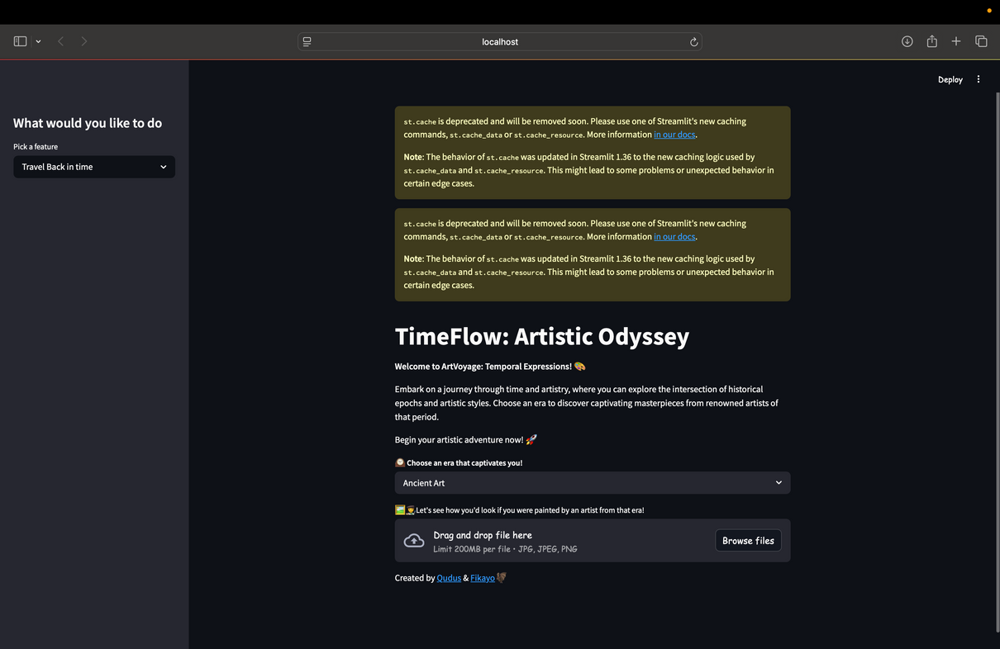 localhost
Deploy
What would you like to do
Pick a feature
Travel Back in time
st.cache is deprecated and will be removed soon. Please use one of Streamlit's new caching
commands, st.cache_data or st.cache_resource. More information in our docs.
Note: The behavior of st.cache was updated in Streamlit 1.36 to the new caching logic used by
st.cache_data and st.cache_resource. This might lead to some problems or unexpected behavior in
certain edge cases.
st.cache is deprecated and will be removed soon. Please use one of Streamlit's new caching
commands, st.cache_data or st.cache_resource. More information in our docs.
Note: The behavior of st.cache was updated in Streamlit 1.36 to the new caching logic used by
st.cache_data and st.cache_resource. This might lead to some problems or unexpected behavior in
certain edge cases.
TimeFlow: Artistic Odyssey
Welcome to ArtVoyage: Temporal Expressions! 🎨
Embark on a journey through time and artistry, where you can explore the intersection of historical
epochs and artistic styles. Choose an era to discover captivating masterpieces from renowned artists of
that period.
Begin your artistic adventure now! 🚀
🕰️ Choose an era that captivates you!
Ancient Art
🖼️👩‍🎨Let's see how you'd look if you were painted by an artist from that era!
Drag and drop file here
Limit 200MB per file • JPG, JPEG, PNG
Browse files
Created by Qudus & Fikayo